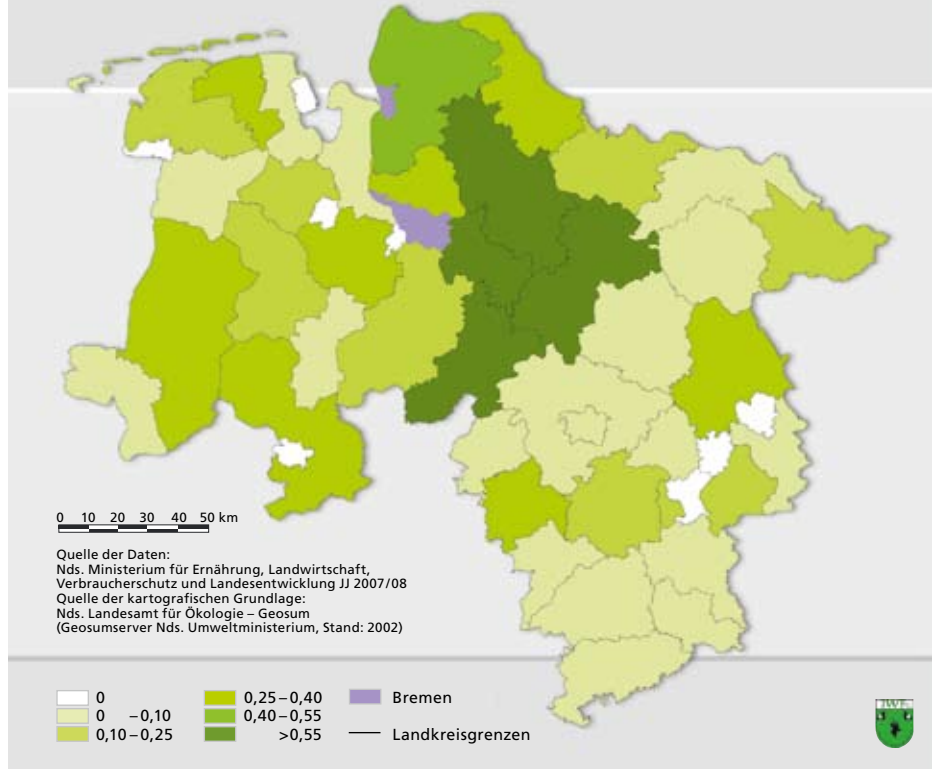 0 10 20 30 40 50 km
Quelle der Daten:
Nds. Ministerium für Ernährung, Landwirtschaft,
Verbraucherschutz und Landesentwicklung JJ 2007/08
Quelle der kartografischen Grundlage:
Nds. Landesamt für Ökologie – Geosum
(Geosumserver Nds. Umweltministerium, Stand: 2002)
0
0 –0,10
0,10–0,25
0,25–0,40
0,40–0,55
>0,55
Bremen
Landkreisgrenzen